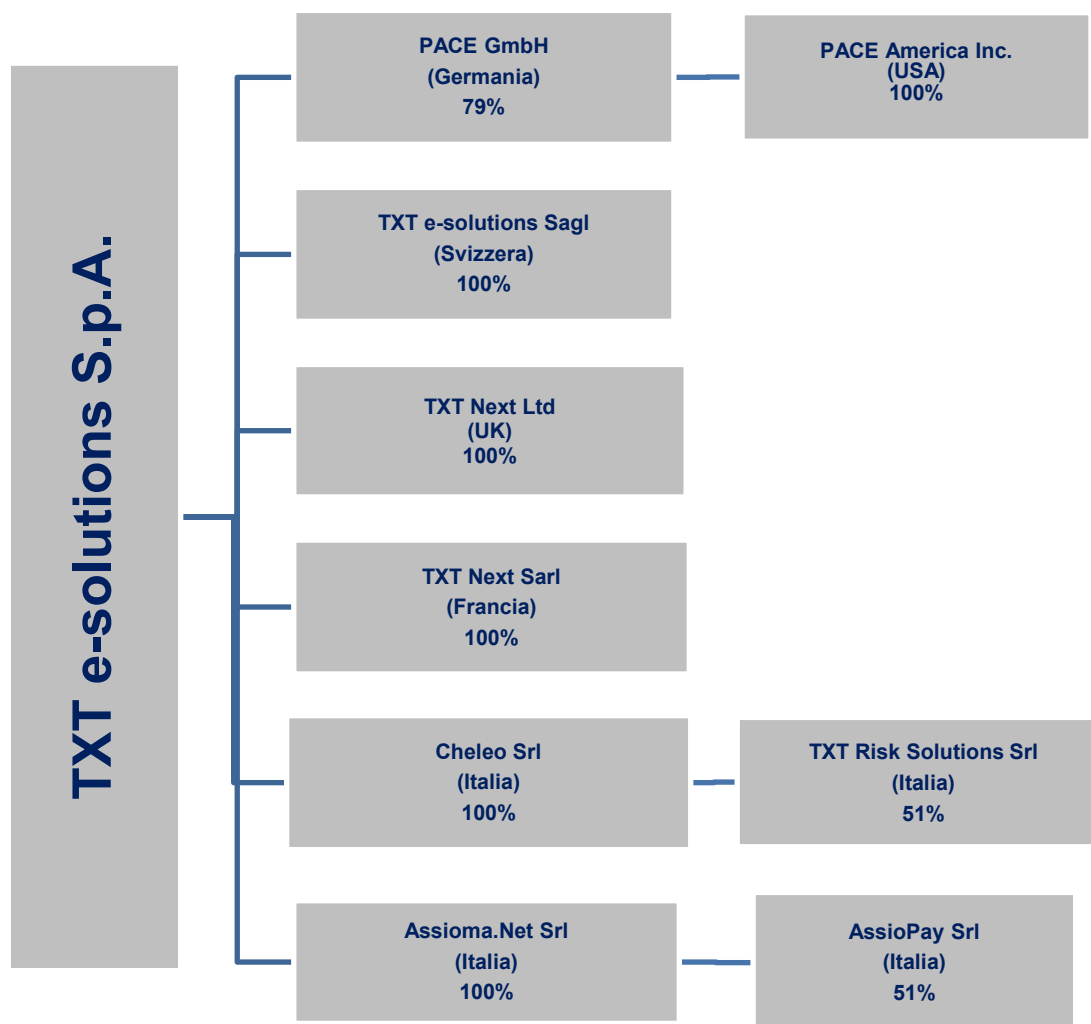 TXT e-solutions S.p.A.
PACE GmbH
(Germania)
79%
PACE America Inc.
(USA)
100%
TXT e-solutions Sagl
(Svizzera)
100%
TXT Next Ltd
(UK)
100%
TXT Next Sarl
(Francia)
100%
Cheleo Srl
(Italia)
100%
TXT Risk Solutions Srl
(Italia)
51%
Assioma.Net Srl
(Italia)
100%
AssioPay Srl
(Italia)
51%